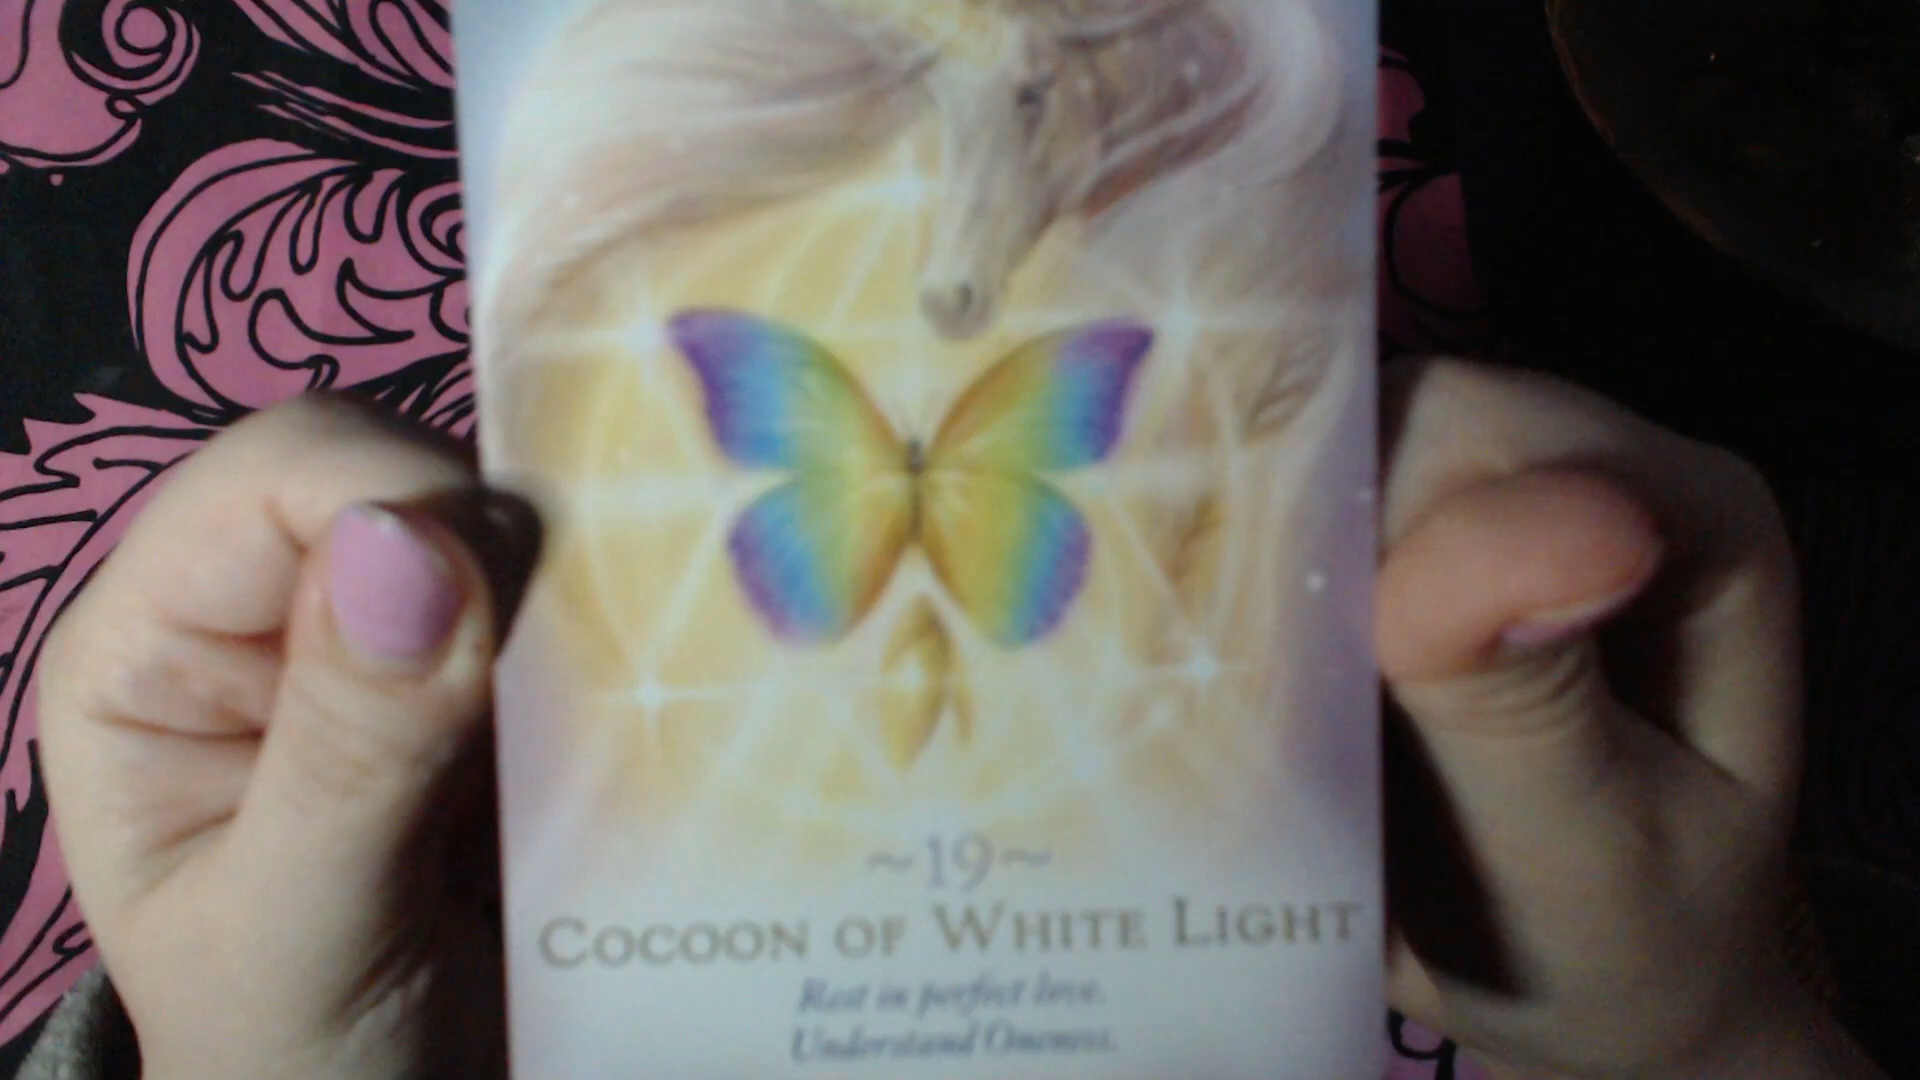 ~19~
COCOON OF WHITE LIGHT
Rest in perfect love.
Understand Oneness.